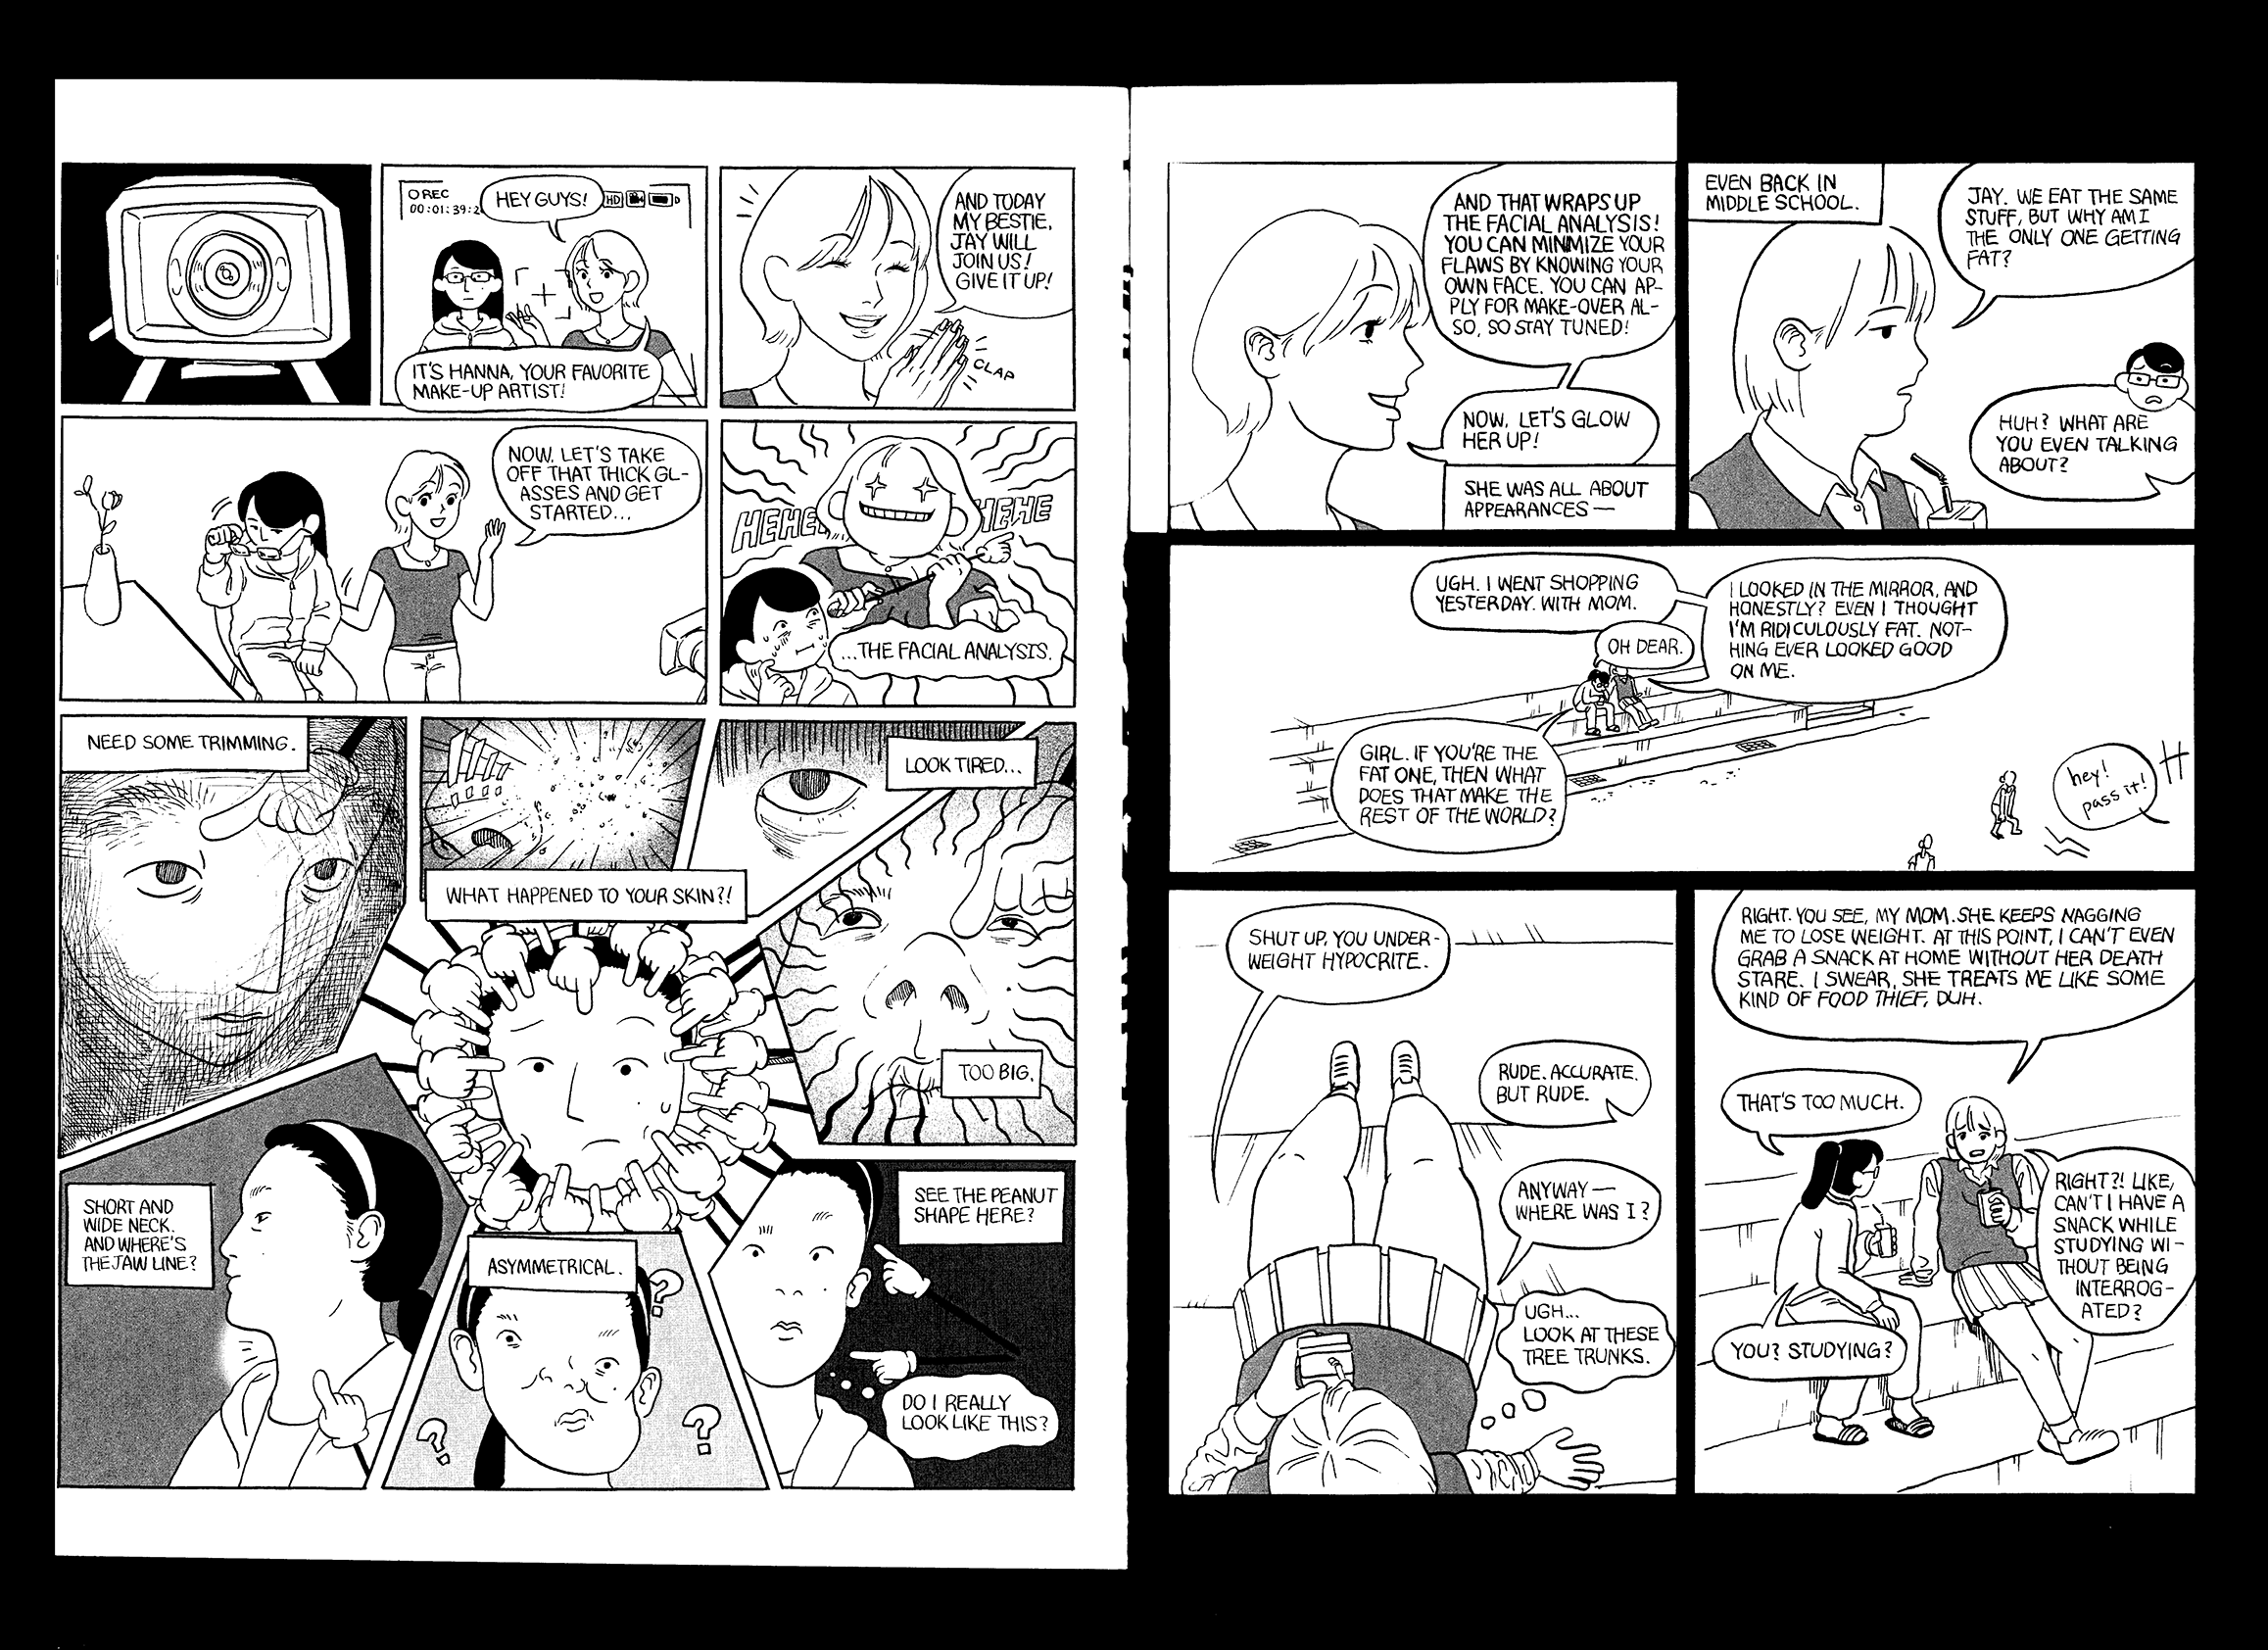 O REC
00:01:39:2
HEY GUYS!
HD
IT'S HANNA, YOUR FAVORITE
MAKE-UP ARTIST!
AND TODAY
MY BESTIE,
JAY WILL
JOIN US!
GIVE IT UP!
CLAP
NOW, LET'S TAKE
OFF THAT THICK GL-
ASSES AND GET
STARTED...
HEHE
HEHE
...THE FACIAL ANALYSIS.
NEED SOME TRIMMING.
WHAT HAPPENED TO YOUR SKIN?!
LOOK TIRED...
TOO BIG.
SHORT AND
WIDE NECK.
AND WHERE'S
THE JAW LINE?
ASYMMETRICAL.
?
?
?
SEE THE PEANUT
SHAPE HERE?
DO I REALLY
LOOK LIKE THIS?
AND THAT WRAPS UP
THE FACIAL ANALYSIS!
YOU CAN MINMIZE YOUR
FLAWS BY KNOWING YOUR
OWN FACE. YOU CAN AP-
PLY FOR MAKE-OVER AL-
SO, SO STAY TUNED!
NOW, LET'S GLOW
HER UP!
SHE WAS ALL ABOUT
APPEARANCES—
EVEN BACK IN
MIDDLE SCHOOL.
JAY. WE EAT THE SAME
STUFF, BUT WHY AM I
THE ONLY ONE GETTING
FAT?
HUH? WHAT ARE
YOU EVEN TALKING
ABOUT?
UGH. I WENT SHOPPING
YESTERDAY. WITH MOM.
I LOOKED IN THE MIRROR, AND
HONESTLY? EVEN I THOUGHT
I'M RIDICULOUSLY FAT. NOT-
HING EVER LOOKED GOOD
ON ME.
OH DEAR.
GIRL. IF YOU'RE THE
FAT ONE, THEN WHAT
DOES THAT MAKE THE
REST OF THE WORLD?
hey!
pass it!
SHUT UP, YOU UNDER-
WEIGHT HYPOCRITE.
RUDE. ACCURATE.
BUT RUDE.
ANYWAY—
WHERE WAS I?
UGH...
LOOK AT THESE
TREE TRUNKS.
RIGHT. YOU SEE, MY MOM. SHE KEEPS NAGGING
ME TO LOSE WEIGHT. AT THIS POINT, I CAN'T EVEN
GRAB A SNACK AT HOME WITHOUT HER DEATH
STARE. I SWEAR, SHE TREATS ME LIKE SOME
KIND OF FOOD THIEF, DUH.
THAT'S TOO MUCH.
RIGHT?! LIKE,
CAN'T I HAVE A
SNACK WHILE
STUDYING WI-
THOUT BEING
INTERROG-
ATED?
YOU? STUDYING?